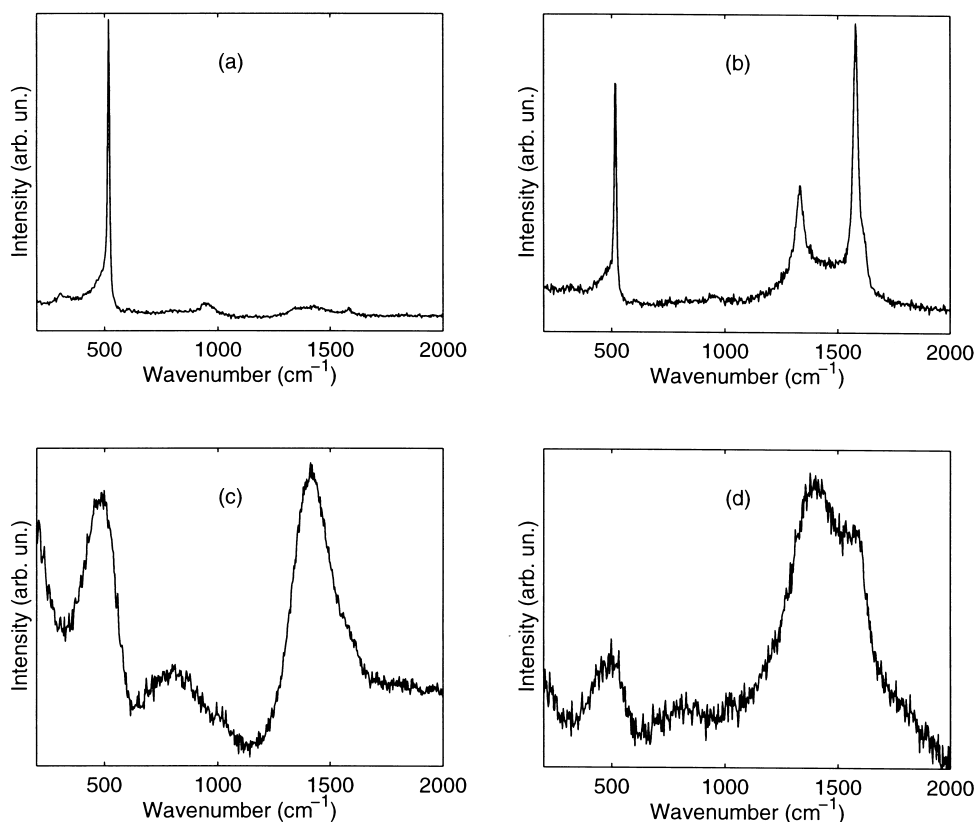 (a)
Intensity (arb. un.)
500 1000 1500 2000
Wavenumber (cm⁻¹)
(b)
Intensity (arb. un.)
500 1000 1500 2000
Wavenumber (cm⁻¹)
(c)
Intensity (arb. un.)
500 1000 1500 2000
Wavenumber (cm⁻¹)
(d)
Intensity (arb. un.)
500 1000 1500 2000
Wavenumber (cm⁻¹)